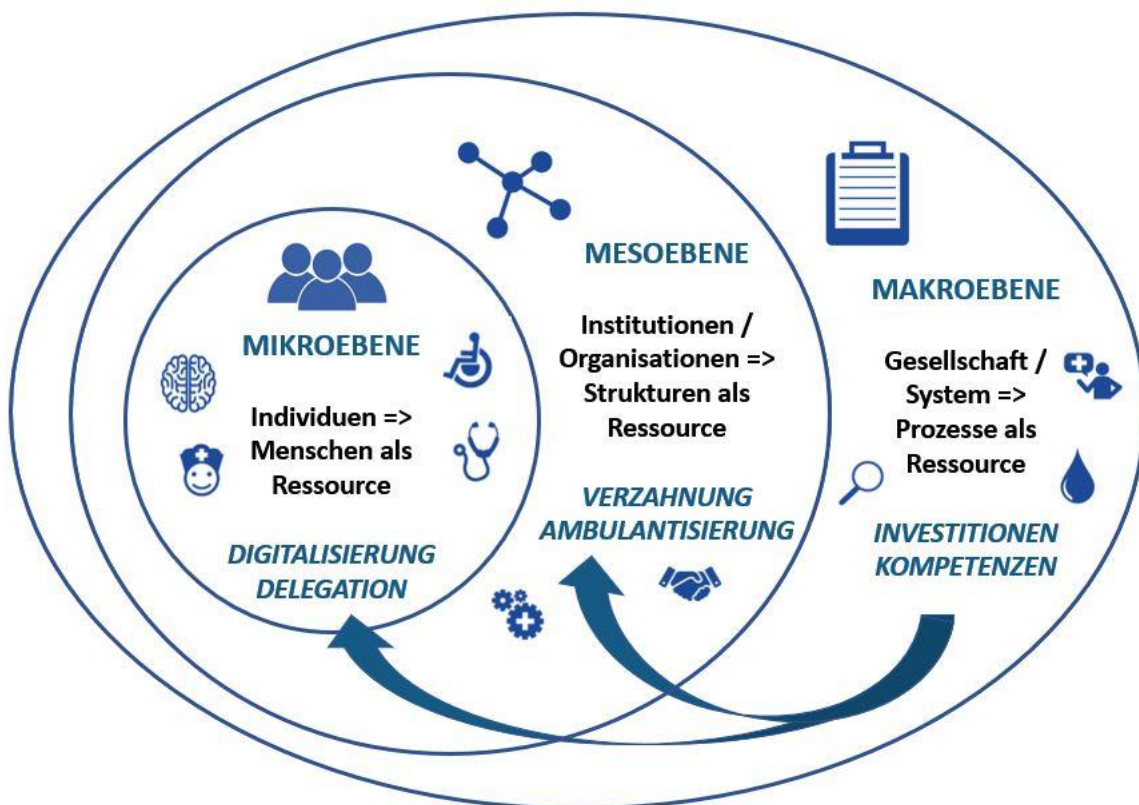 MIKROEBENE
Individuen =>
Menschen als
Ressource
DIGITALISIERUNG
DELEGATION
MESOEBENE
Institutionen /
Organisationen =>
Strukturen als
Ressource
VERZAHNUNG
AMBULANTISIERUNG
MAKROEBENE
Gesellschaft /
System =>
Prozesse als
Ressource
INVESTITIONEN
KOMPETENZEN